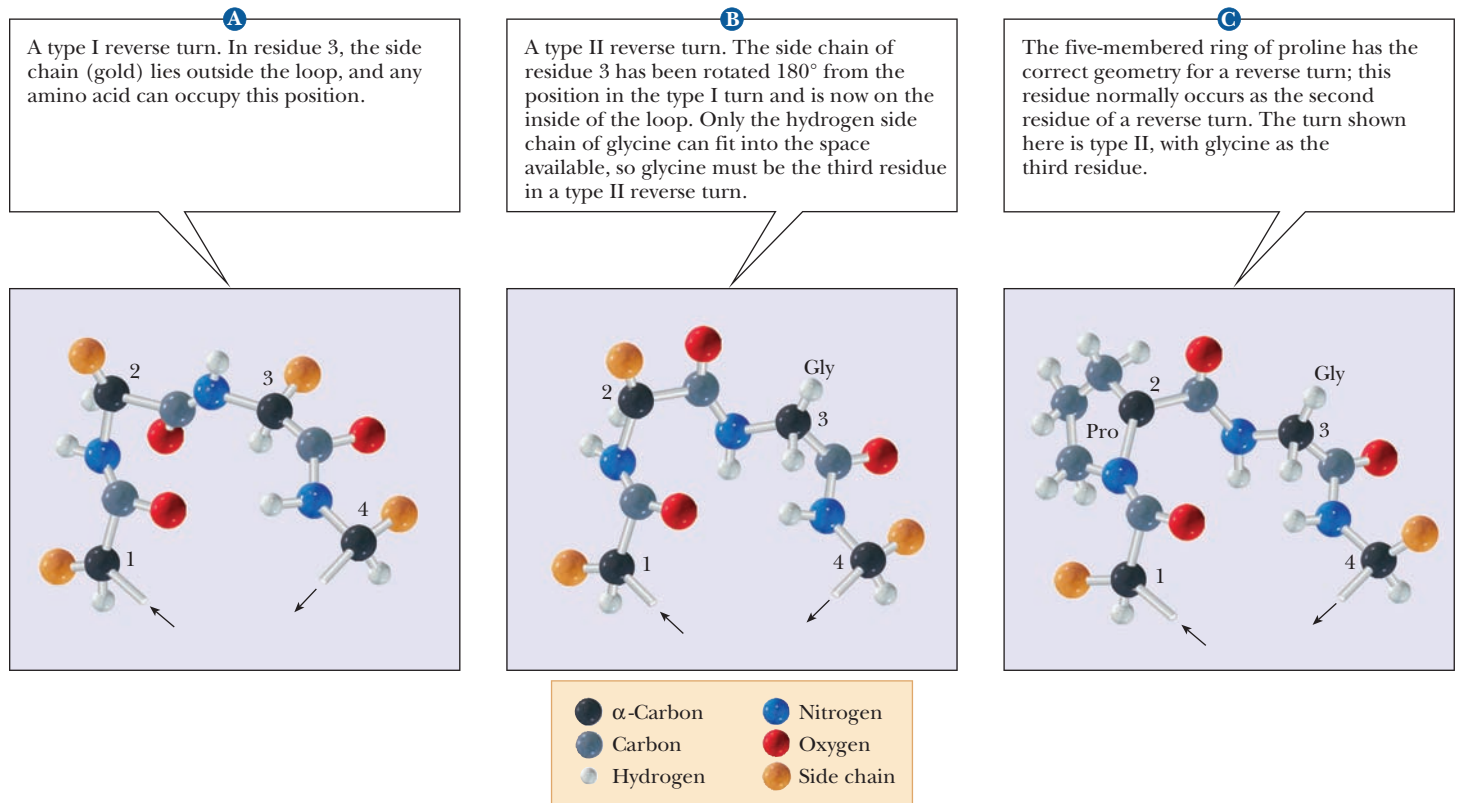 A
A type I reverse turn. In residue 3, the side
chain (gold) lies outside the loop, and any
amino acid can occupy this position.
B
A type II reverse turn. The side chain of
residue 3 has been rotated 180° from the
position in the type I turn and is now on the
inside of the loop. Only the hydrogen side
chain of glycine can fit into the space
available, so glycine must be the third residue
in a type II reverse turn.
C
The five-membered ring of proline has the
correct geometry for a reverse turn; this
residue normally occurs as the second
residue of a reverse turn. The turn shown
here is type II, with glycine as the
third residue.
2
3
4
1
2
Gly
3
4
1
2
Gly
Pro
3
4
1
α-Carbon
Carbon
Hydrogen
Nitrogen
Oxygen
Side chain